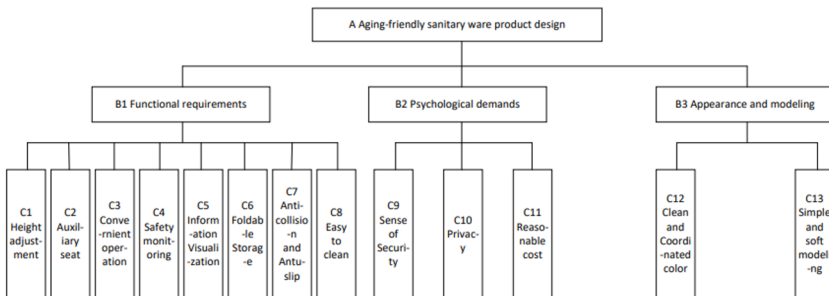 A Aging-friendly sanitary ware product design
B1 Functional requirements
B2 Psychological demands
B3 Appearance and modeling
C1
Height
adjust-
ment
C2
Auxil-
iary
seat
C3
Conve
-rnient
oper-
ation
C4
Safety
monit-
oring
C5
Inform
-ation
Visuali
-zation
C6
Foldab-
le
Storag
-e
C7
Anti-
collisio-
n
and
Antu-
slip
C8
Easy
to
clean
C9
Sense
of
Securi-
ty
C10
Privac-
y
C11
Reaso-
nable
cost
C12
Clean
and
Coordi
-nated
color
C13
Simple
and
soft
model
-ng